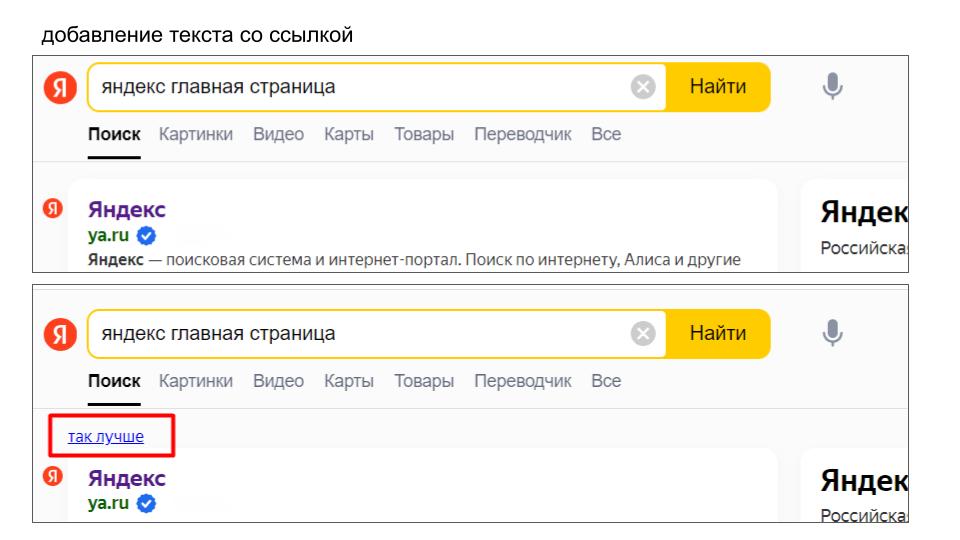 добавление текста со ссылкой
Я яндекс главная страница Найти
Поиск Картинки Видео Карты Товары Переводчик Все
Я Яндекс
ya.ru
Яндекс — поисковая система и интернет-портал. Поиск по интернету, Алиса и другие
Яндек
Российска
Я яндекс главная страница Найти
Поиск Картинки Видео Карты Товары Переводчик Все
так лучше
Я Яндекс
ya.ru
Яндек
Российска